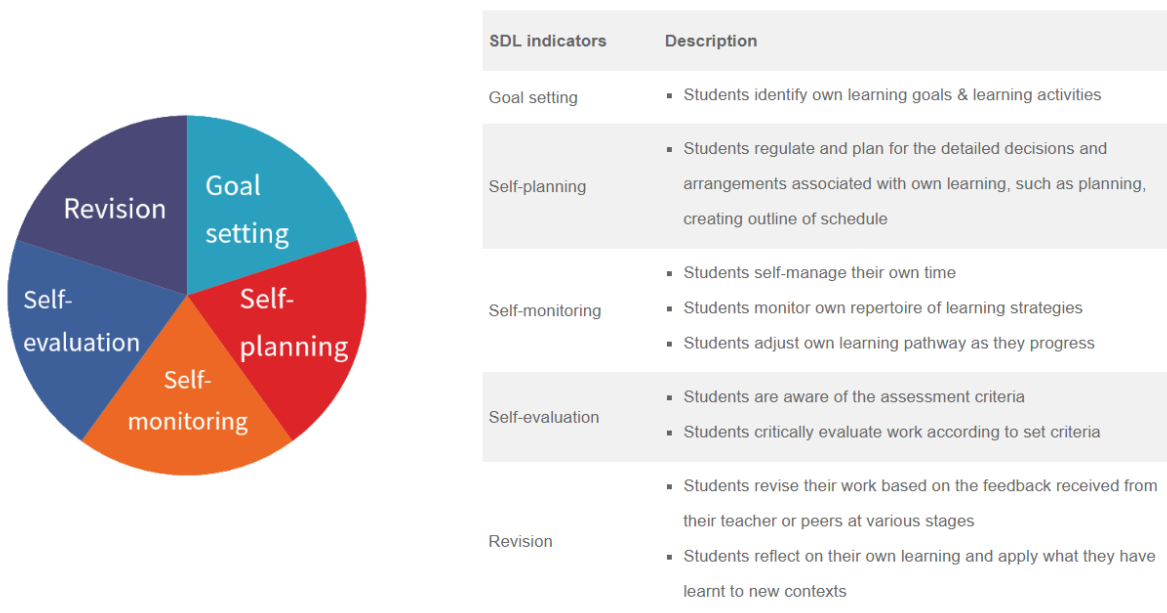 Revision
Goal
setting
Self-
evaluation
Self-
planning
Self-
monitoring
SDL indicators Description
Goal setting ▪ Students identify own learning goals & learning activities
Self-planning ▪ Students regulate and plan for the detailed decisions and
arrangements associated with own learning, such as planning,
creating outline of schedule
Self-monitoring
▪ Students self-manage their own time
▪ Students monitor own repertoire of learning strategies
▪ Students adjust own learning pathway as they progress
Self-evaluation
▪ Students are aware of the assessment criteria
▪ Students critically evaluate work according to set criteria
Revision
▪ Students revise their work based on the feedback received from
their teacher or peers at various stages
▪ Students reflect on their own learning and apply what they have
learnt to new contexts